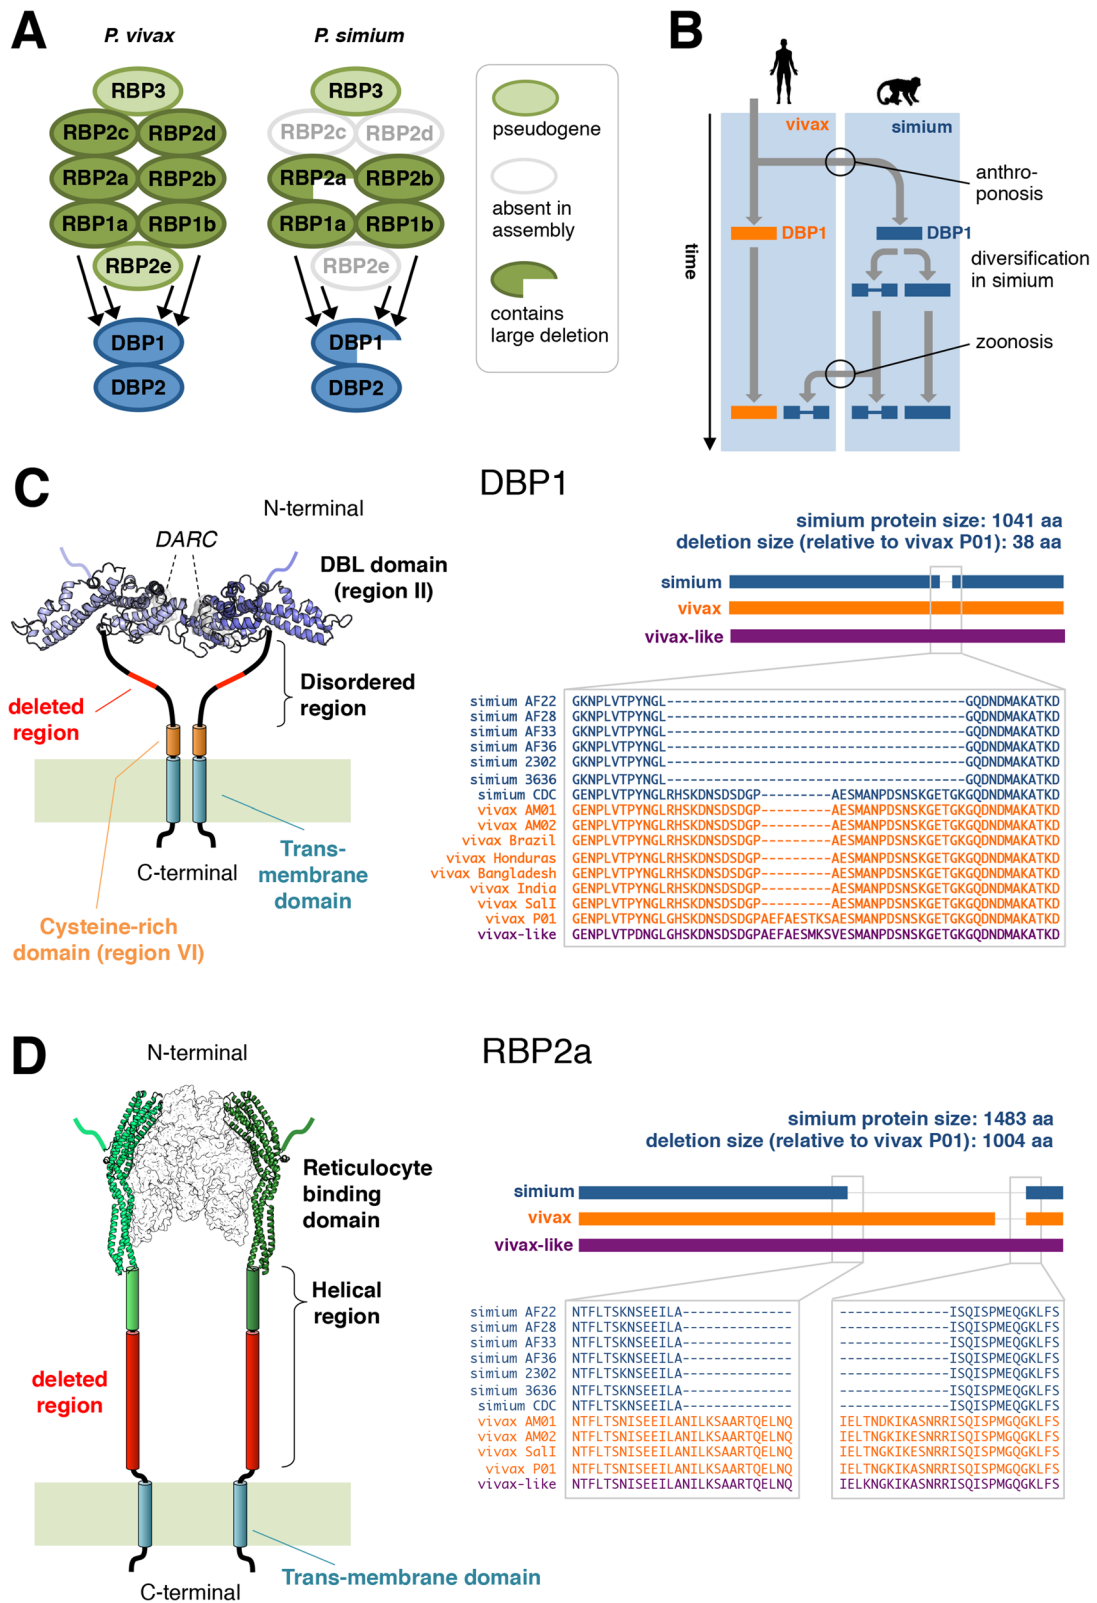 A
P. vivax
P. simium
RBP3
RBP2c
RBP2d
RBP2a
RBP2b
RBP1a
RBP1b
RBP2e
DBP1
DBP2
RBP3
RBP2c
RBP2d
RBP2a
RBP2b
RBP1a
RBP1b
RBP2e
DBP1
DBP2
pseudogene
absent in
assembly
contains
large deletion
B
vivax
simium
time
anthro-
ponosis
DBP1
DBP1
diversification
in simium
zoonosis
C
N-terminal
DARC
DBL domain
(region II)
Disordered
region
deleted
region
C-terminal
Trans-
membrane
domain
Cysteine-rich
domain (region VI)
DBP1
simium protein size: 1041 aa
deletion size (relative to vivax P01): 38 aa
simium
vivax
vivax-like
simium AF22 GKNPLVTPYNGL--------------------------------------GQDNDMAKATKD
simium AF28 GKNPLVTPYNGL--------------------------------------GQDNDMAKATKD
simium AF33 GKNPLVTPYNGL--------------------------------------GQDNDMAKATKD
simium AF36 GKNPLVTPYNGL--------------------------------------GQDNDMAKATKD
simium 2302 GKNPLVTPYNGL--------------------------------------GQDNDMAKATKD
simium 3636 GKNPLVTPYNGL--------------------------------------GQDNDMAKATKD
simium CDC GENPLVTPYNGLRHSKDNSDSDGP---------AESMANPDSNSKGETGKGQDNDMAKATKD
vivax AM01 GENPLVTPYNGLRHSKDNSDSDGP---------AESMANPDSNSKGETGKGQDNDMAKATKD
vivax AM02 GENPLVTPYNGLRHSKDNSDSDGP---------AESMANPDSNSKGETGKGQDNDMAKATKD
vivax Brazil GENPLVTPYNGLRHSKDNSDSDGP---------AESMANPDSNSKGETGKGQDNDMAKATKD
vivax Honduras GENPLVTPYNGLRHSKDNSDSDGP---------AESMANPDSNSKGETGKGQDNDMAKATKD
vivax Bangladesh GENPLVTPYNGLRHSKDNSDSDGP---------AESMANPDSNSKGETGKGQDNDMAKATKD
vivax India GENPLVTPYNGLRHSKDNSDSDGP---------AESMANPDSNSKGETGKGQDNDMAKATKD
vivax SalI GENPLVTPYNGLRHSKDNSDSDGP---------AESMANPDSNSKGETGKGQDNDMAKATKD
vivax P01 GENPLVTPYNGLGHSKDNSDSDGPAEFAESTKSAESMANPDSNSKGETGKGQDNDMAKATKD
vivax-like GENPLVTPDNGLGHSKDNSDSDGPAEFAESMKSVESMANPDSNSKGETGKGQDNDMAKATKD
D
N-terminal
Reticulocyte
binding
domain
Helical
region
deleted
region
Trans-membrane domain
C-terminal
RBP2a
simium protein size: 1483 aa
deletion size (relative to vivax P01): 1004 aa
simium
vivax
vivax-like
simium AF22 NTFLTSKNSEEILA-------------- --------------ISQISPMEQGKLFS
simium AF28 NTFLTSKNSEEILA-------------- --------------ISQISPMEQGKLFS
simium AF33 NTFLTSKNSEEILA-------------- --------------ISQISPMEQGKLFS
simium AF36 NTFLTSKNSEEILA-------------- --------------ISQISPMEQGKLFS
simium 2302 NTFLTSKNSEEILA-------------- --------------ISQISPMEQGKLFS
simium 3636 NTFLTSKNSEEILA-------------- --------------ISQISPMEQGKLFS
simium CDC NTFLTSKNSEEILA-------------- --------------ISQISPMEQGKLFS
vivax AM01 NTFLTSNISEEILANILKSAARTQELNQ IELTNDKIKASNRRISQISPMGQGKLFS
vivax AM02 NTFLTSNISEEILANILKSAARTQELNQ IELTNGKIKESNRRISQISPMGQGKLFS
vivax SalI NTFLTSNISEEILANILKSAARTQELNQ IELTNGKIKASNRRISQISPMGQGKLFS
vivax P01 NTFLTSNISEEILANILKSAARTQELNQ IELTNGKIKASNRRISQISPMGQGKLFS
vivax-like NTFLTSNISEEILANILKSAARTQELNQ IELKNGKIKASNRRISQISPMGQGKLFS